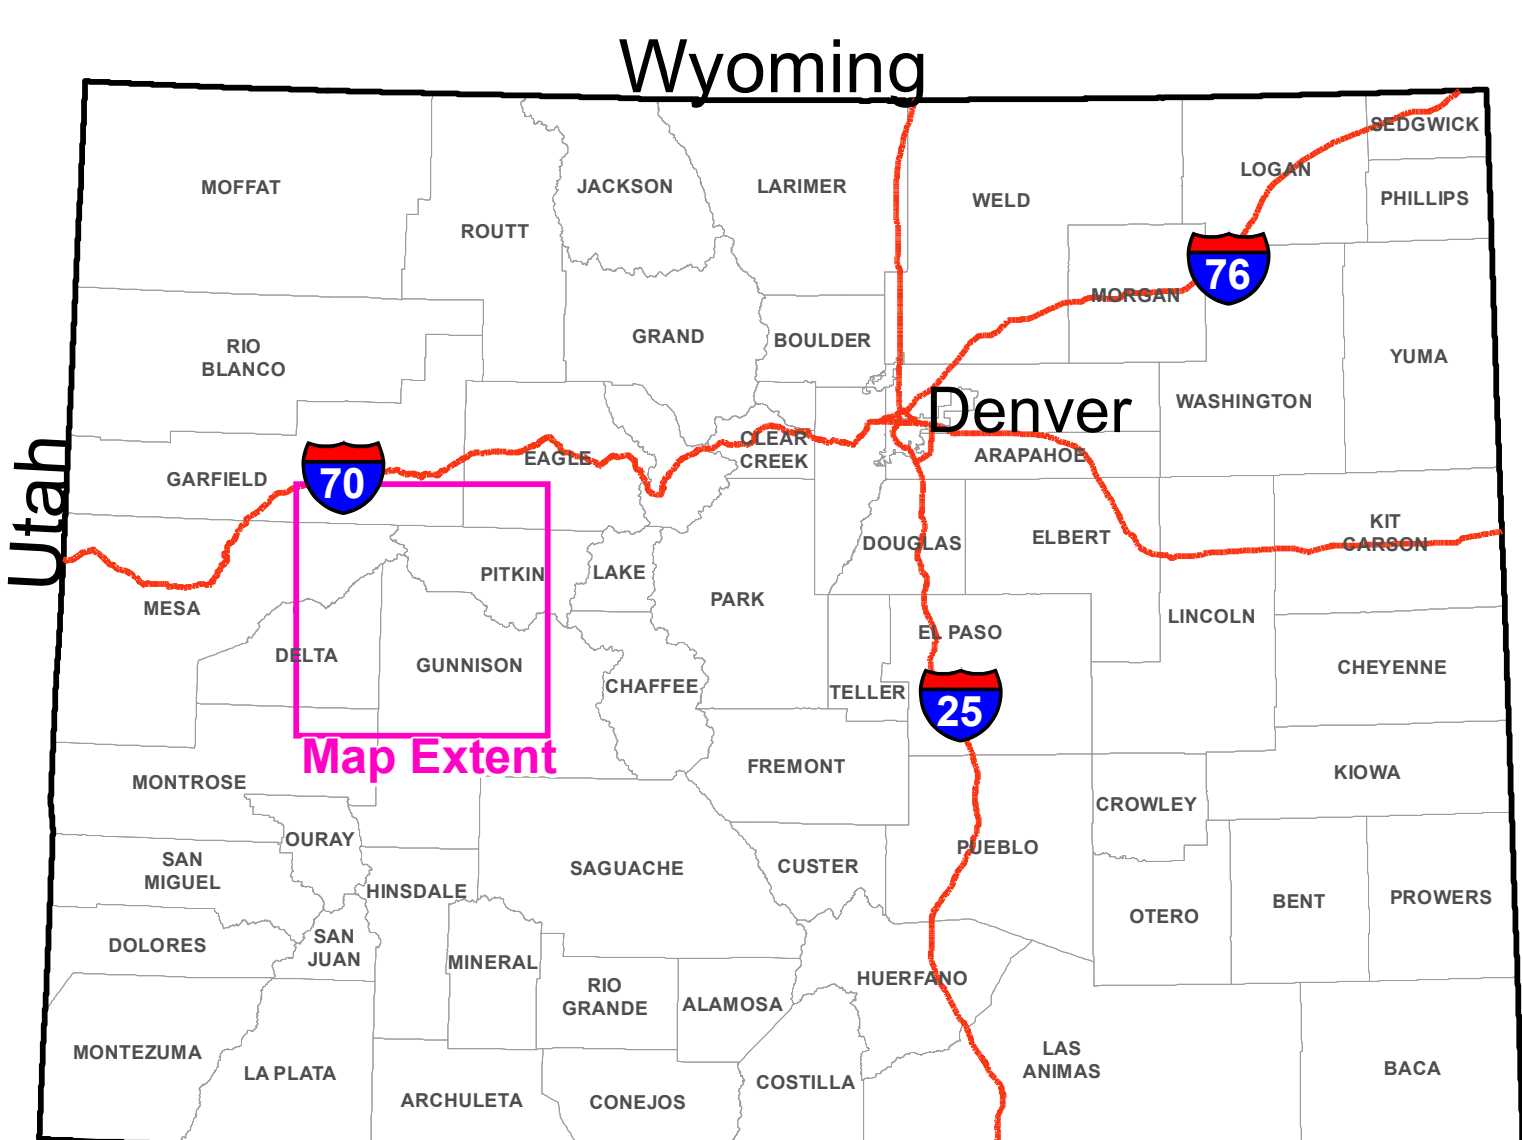 Wyoming
SEDGWICK
LOGAN
MOFFAT
JACKSON
LARIMER
WELD
PHILLIPS
ROUTT
76
MORGAN
GRAND
BOULDER
RIO
BLANCO
YUMA
Denver
WASHINGTON
CLEAR
CREEK
EAGLE
ARAPAHOE
Utah
GARFIELD
70
KIT
CARSON
DOUGLAS
ELBERT
PITKIN
LAKE
PARK
MESA
LINCOLN
EL PASO
DELTA
GUNNISON
CHEYENNE
CHAFFEE
TELLER
25
Map Extent
FREMONT
KIOWA
MONTROSE
CROWLEY
OURAY
PUEBLO
SAN
MIGUEL
SAGUACHE
CUSTER
HINSDALE
BENT
PROWERS
OTERO
DOLORES
SAN
JUAN
MINERAL
HUERFANO
RIO
GRANDE
ALAMOSA
MONTEZUMA
LAS
ANIMAS
LA PLATA
COSTILLA
BACA
ARCHULETA
CONEJOS